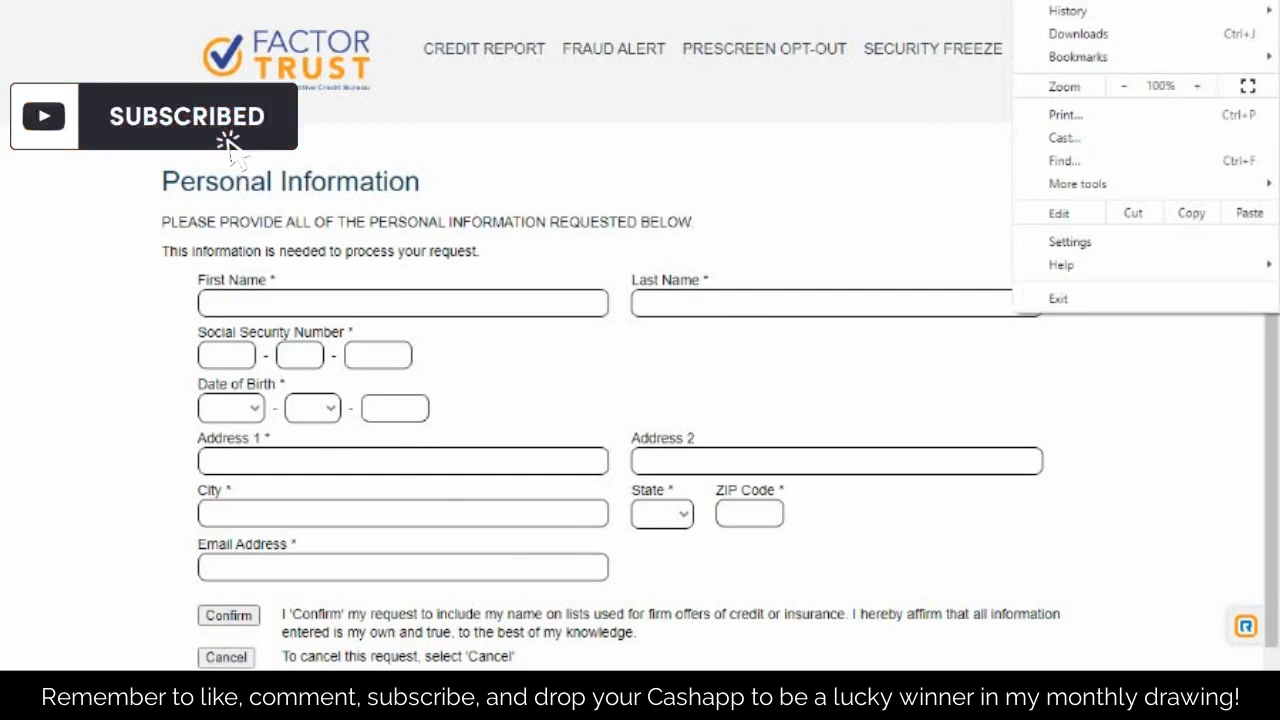 FACTOR
TRUST
CREDIT REPORT
FRAUD ALERT
PRESCREEN OPT-OUT
SECURITY FREEZE
Credit Bureau
SUBSCRIBED
Personal Information
PLEASE PROVIDE ALL OF THE PERSONAL INFORMATION REQUESTED BELOW.
This information is needed to process your request.
First Name *
Last Name *
Social Security Number *
- -
Date of Birth *
- -
Address 1 *
Address 2
City *
State *
ZIP Code *
Email Address *
Confirm
I 'Confirm' my request to include my name on lists used for firm offers of credit or insurance. I hereby affirm that all information
entered is my own and true, to the best of my knowledge.
Cancel
To cancel this request, select 'Cancel'
History
Downloads Ctrl+J
Bookmarks
Zoom - 100% +
Print... Ctrl+P
Cast...
Find... Ctrl+F
More tools
Edit Cut Copy Paste
Settings
Help
Exit
Remember to like, comment, subscribe, and drop your Cashapp to be a lucky winner in my monthly drawing!